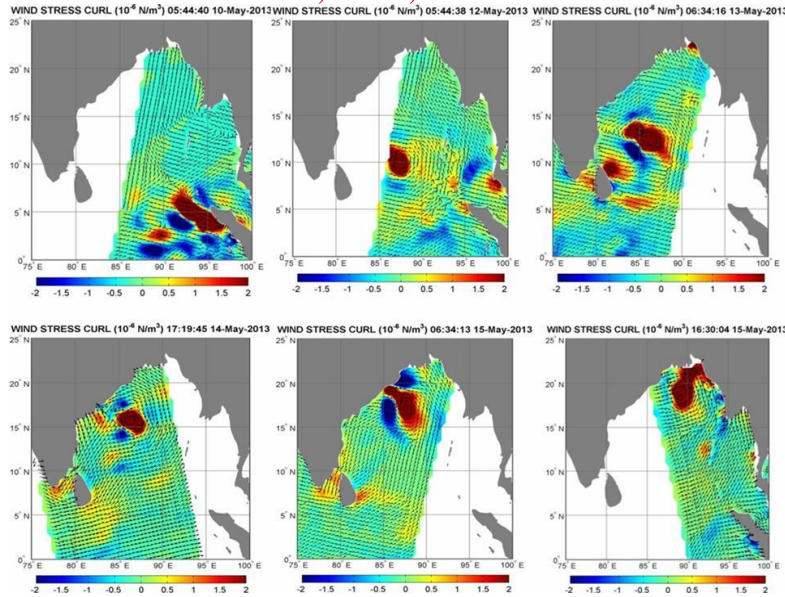 WIND STRESS CURL (10⁻⁶ N/m³) 05:44:40 10-May-2013
25° N
20° N
15° N
10° N
5° N
0°
75° E 80° E 85° E 90° E 95° E 100° E
-2 -1.5 -1 -0.5 0 0.5 1 1.5 2
WIND STRESS CURL (10⁻⁶ N/m³) 05:44:38 12-May-2013
25° N
20° N
15° N
10° N
5° N
0°
75° E 80° E 85° E 90° E 95° E 100° E
-2 -1.5 -1 -0.5 0 0.5 1 1.5 2
WIND STRESS CURL (10⁻⁶ N/m³) 06:34:16 13-May-2013
25° N
20° N
15° N
10° N
5° N
0°
75° E 80° E 85° E 90° E 95° E 100° E
-2 -1.5 -1 -0.5 0 0.5 1 1.5 2
WIND STRESS CURL (10⁻⁶ N/m³) 17:19:45 14-May-2013
25° N
20° N
15° N
10° N
5° N
0°
75° E 80° E 85° E 90° E 95° E 100° E
-2 -1.5 -1 -0.5 0 0.5 1 1.5 2
WIND STRESS CURL (10⁻⁶ N/m³) 06:34:13 15-May-2013
25° N
20° N
15° N
10° N
5° N
0°
75° E 80° E 85° E 90° E 95° E 100° E
-2 -1.5 -1 -0.5 0 0.5 1 1.5 2
WIND STRESS CURL (10⁻⁶ N/m³) 16:30:04 15-May-2013
25° N
20° N
15° N
10° N
5° N
0°
75° E 80° E 85° E 90° E 95° E 100° E
-2 -1.5 -1 -0.5 0 0.5 1 1.5 2